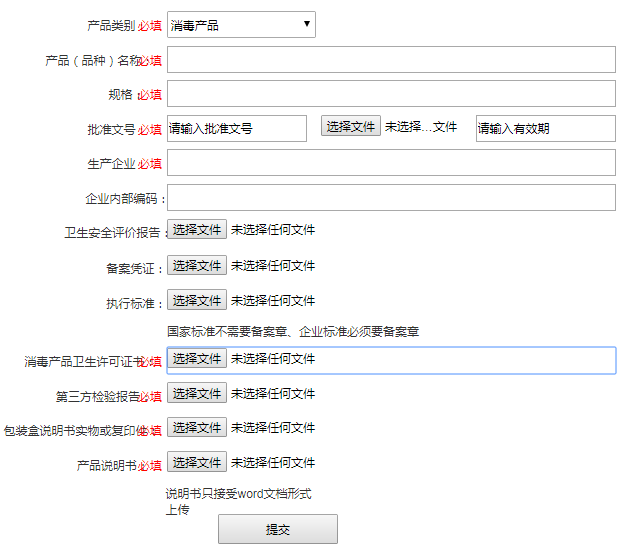 产品类别 必填 消毒产品
产品（品种）名称 必填
规格：必填
批准文号 必填 请输入批准文号 选择文件 未选择...文件 请输入有效期
生产企业 必填
企业内部编码：
卫生安全评价报告： 选择文件 未选择任何文件
备案凭证： 选择文件 未选择任何文件
执行标准： 选择文件 未选择任何文件
国家标准不需要备案章、企业标准必须要备案章
消毒产品卫生许可证书 必填 选择文件 未选择任何文件
第三方检验报告 必填 选择文件 未选择任何文件
包装盒说明书实物或复印件 必填 选择文件 未选择任何文件
产品说明书 必填 选择文件 未选择任何文件
说明书只接受word文档形式
上传
提交